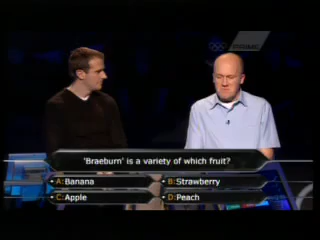 'Braeburn' is a variety of which fruit?
A: Banana
B: Strawberry
C: Apple
D: Peach